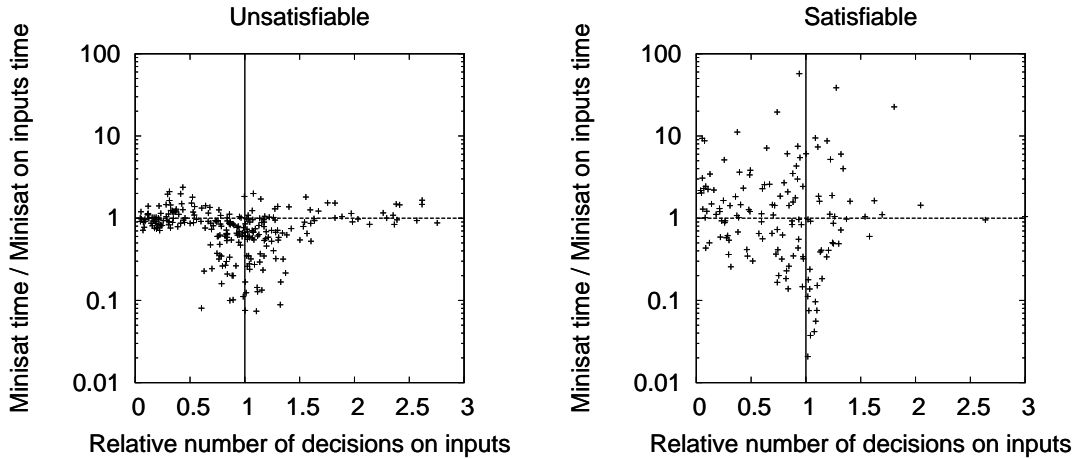 Unsatisfiable
Minisat time / Minisat on inputs time
100
10
1
0.1
0.01
0 0.5 1 1.5 2 2.5 3
Relative number of decisions on inputs
Satisfiable
Minisat time / Minisat on inputs time
100
10
1
0.1
0.01
0 0.5 1 1.5 2 2.5 3
Relative number of decisions on inputs